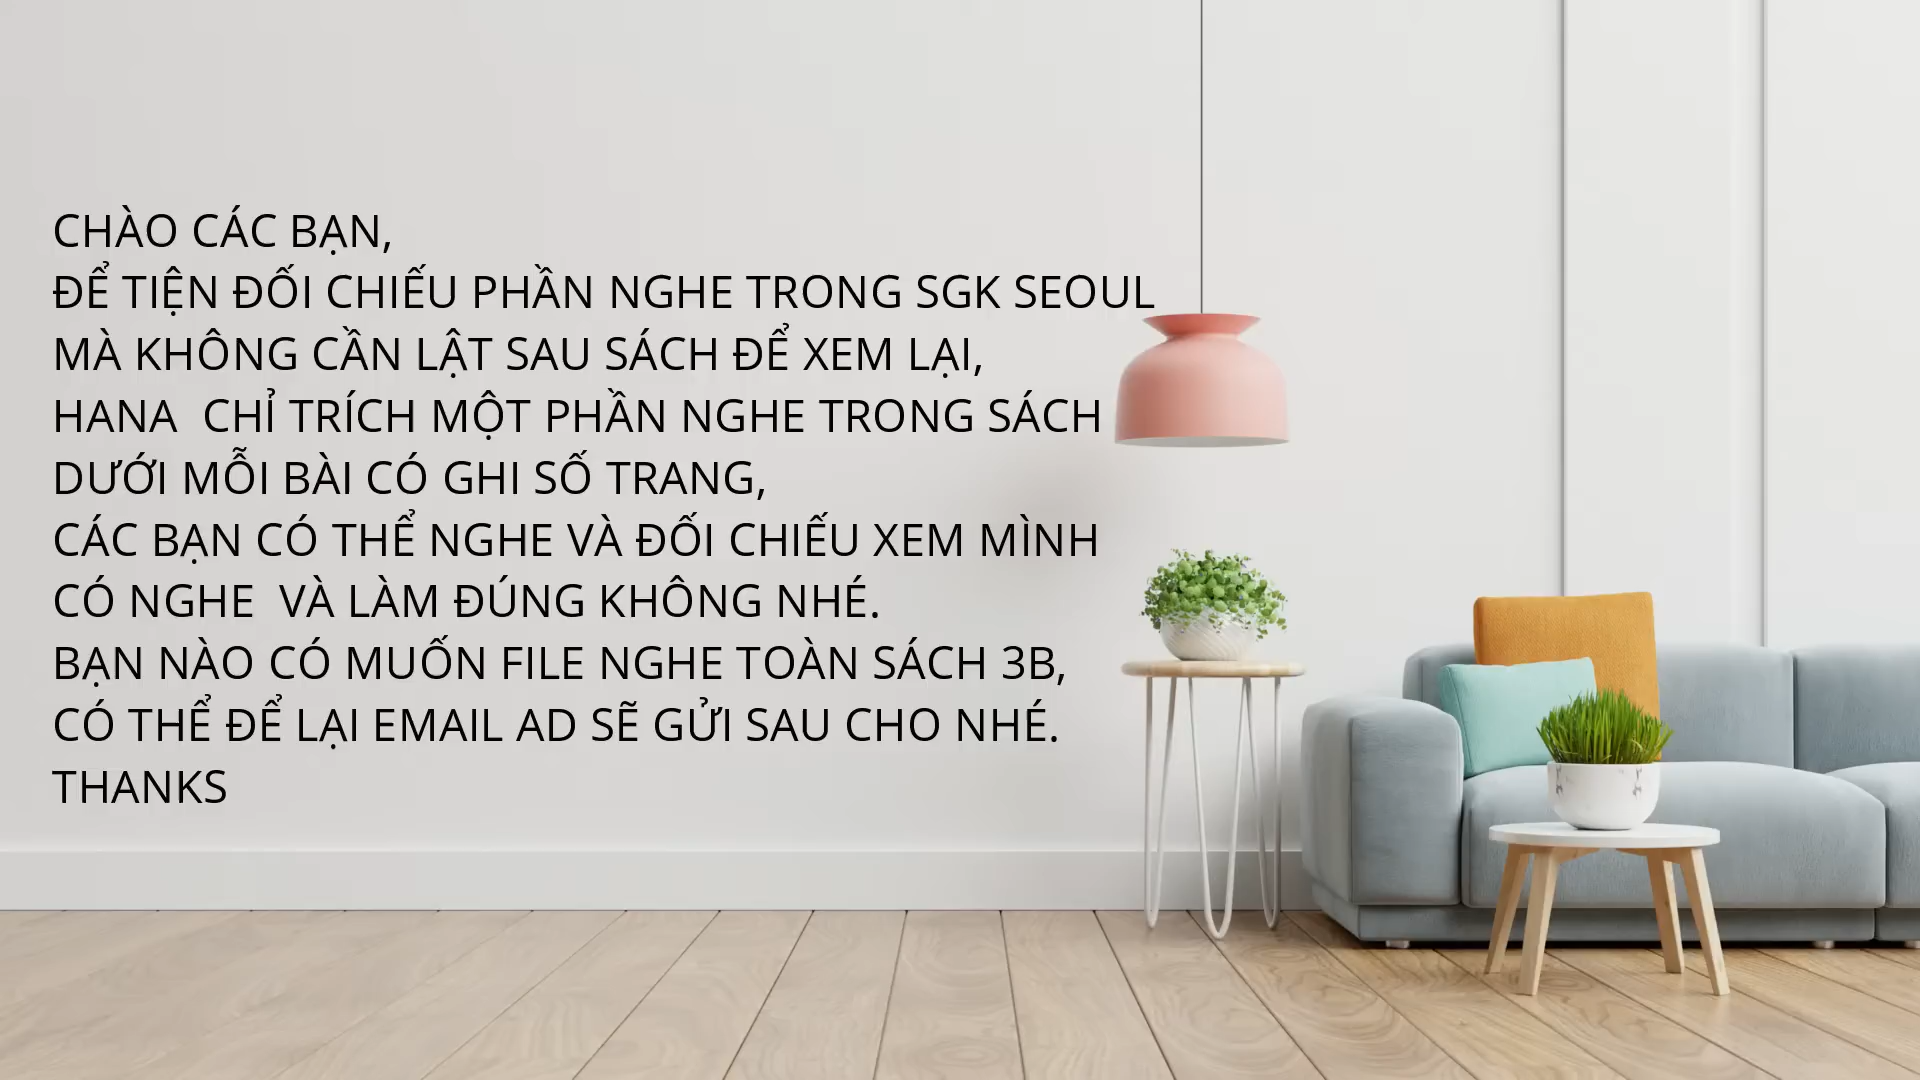 CHÀO CÁC BẠN,
ĐỂ TIỆN ĐỐI CHIẾU PHẦN NGHE TRONG SGK SEOUL
MÀ KHÔNG CẦN LẬT SAU SÁCH ĐỂ XEM LẠI,
HANA  CHỈ TRÍCH MỘT PHẦN NGHE TRONG SÁCH
DƯỚI MỖI BÀI CÓ GHI SỐ TRANG,
CÁC BẠN CÓ THỂ NGHE VÀ ĐỐI CHIẾU XEM MÌNH
CÓ NGHE  VÀ LÀM ĐÚNG KHÔNG NHÉ.
BẠN NÀO CÓ MUỐN FILE NGHE TOÀN SÁCH 3B,
CÓ THỂ ĐỂ LẠI EMAIL AD SẼ GỬI SAU CHO NHÉ.
THANKS